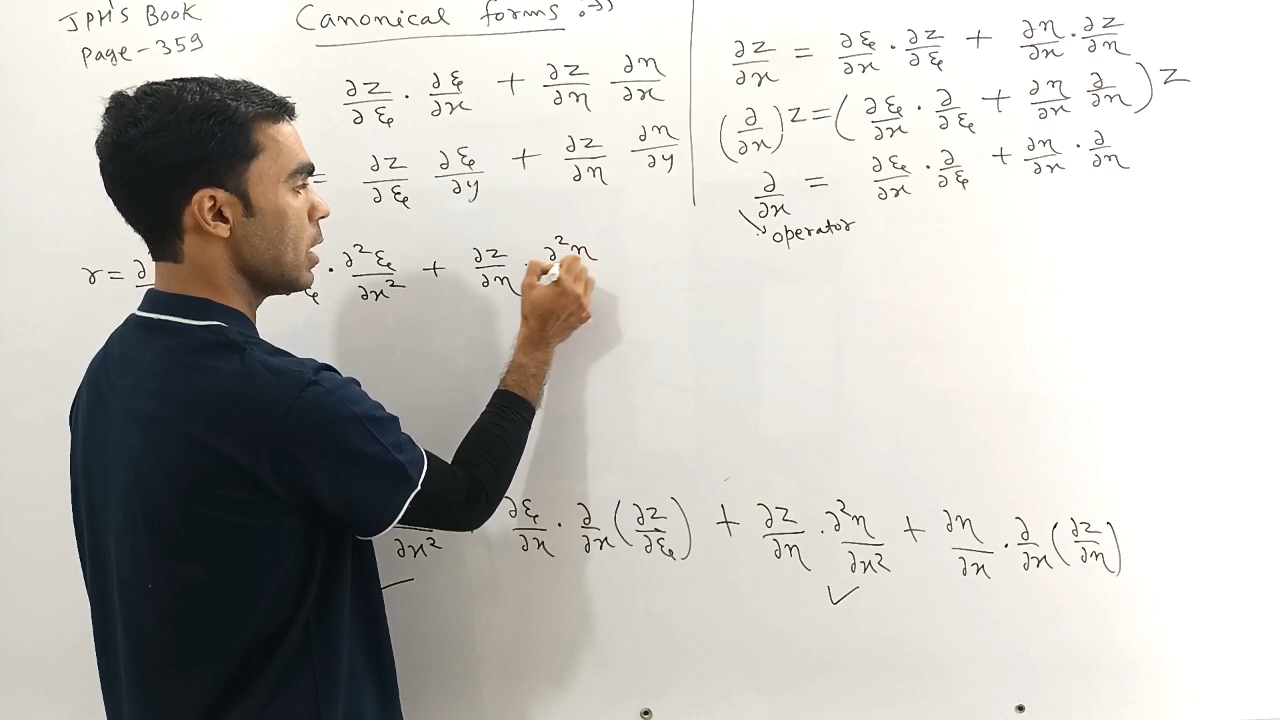 JPH's Book
Page - 359
Canonical forms :-
∂z/∂ξ · ∂ξ/∂x + ∂z/∂η ∂η/∂x
= ∂z/∂ξ ∂ξ/∂y + ∂z/∂η ∂η/∂y
r = ∂ · ∂²ξ/∂x² + ∂z/∂η · ∂²η
∂z/∂x = ∂ξ/∂x · ∂z/∂ξ + ∂η/∂x · ∂z/∂η
(∂/∂x) z = (∂ξ/∂x · ∂/∂ξ + ∂η/∂x ∂/∂η) z
∂/∂x = ∂ξ/∂x · ∂/∂ξ + ∂η/∂x · ∂/∂η
operator
∂x² ∂ξ/∂x · ∂/∂x (∂z/∂ξ) + ∂z/∂η · ∂²η/∂x² + ∂η/∂x · ∂/∂x (∂z/∂η)